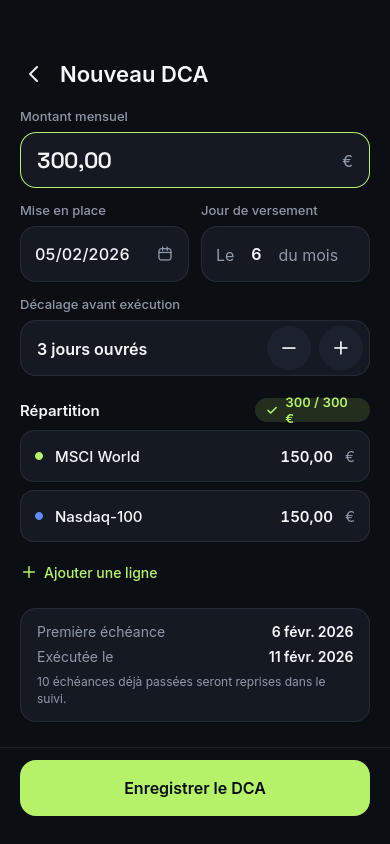 Nouveau DCA
Montant mensuel
300,00 €
Mise en place
Jour de versement
05/02/2026
Le 6 du mois
Décalage avant exécution
3 jours ouvrés
Répartition
300 / 300
€
MSCI World 150,00 €
Nasdaq-100 150,00 €
Ajouter une ligne
Première échéance 6 févr. 2026
Exécutée le 11 févr. 2026
10 échéances déjà passées seront reprises dans le
suivi.
Enregistrer le DCA